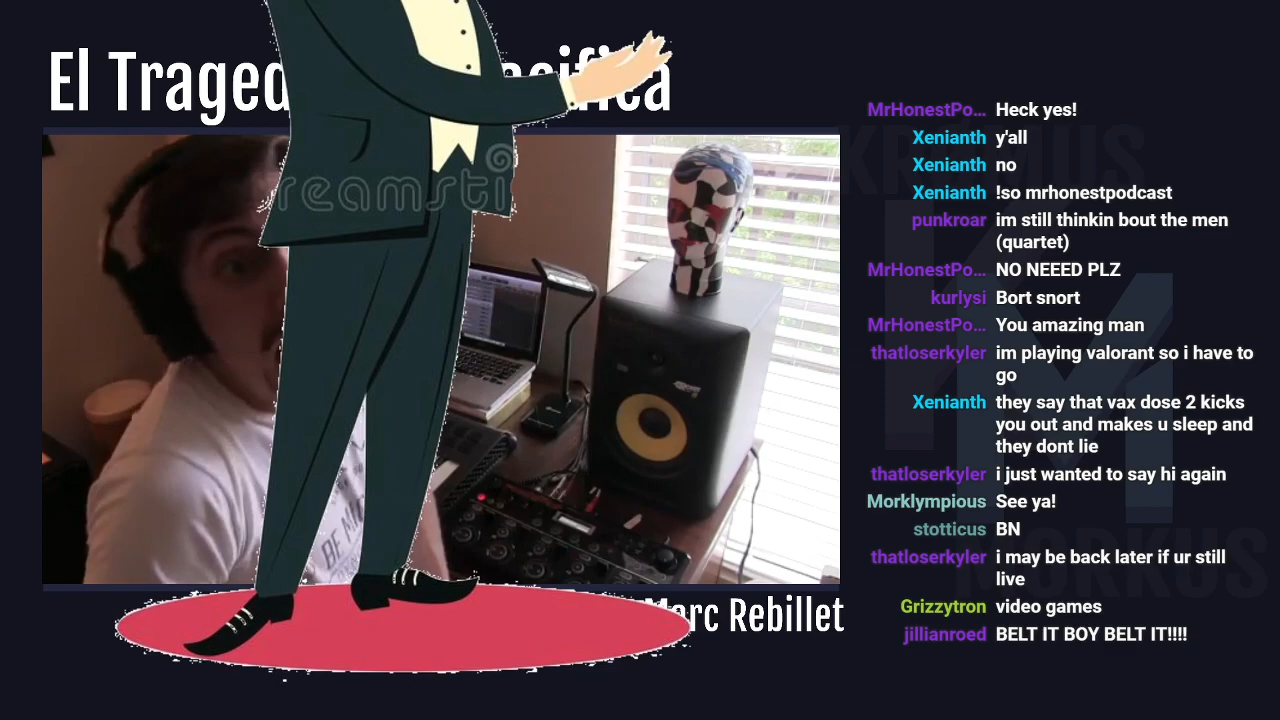 El Traged
acifica
reamsti
BE M
Marc Rebillet
MrHonestPo… Heck yes!
Xenianth y'all
Xenianth no
Xenianth !so mrhonestpodcast
punkroar im still thinkin bout the men
(quartet)
MrHonestPo… NO NEEED PLZ
kurlysi Bort snort
MrHonestPo… You amazing man
thatloserkyler im playing valorant so i have to
go
Xenianth they say that vax dose 2 kicks
you out and makes u sleep and
they dont lie
thatloserkyler i just wanted to say hi again
Morklympious See ya!
stotticus BN
thatloserkyler i may be back later if ur still
live
Grizzytron video games
jillianroed BELT IT BOY BELT IT!!!!